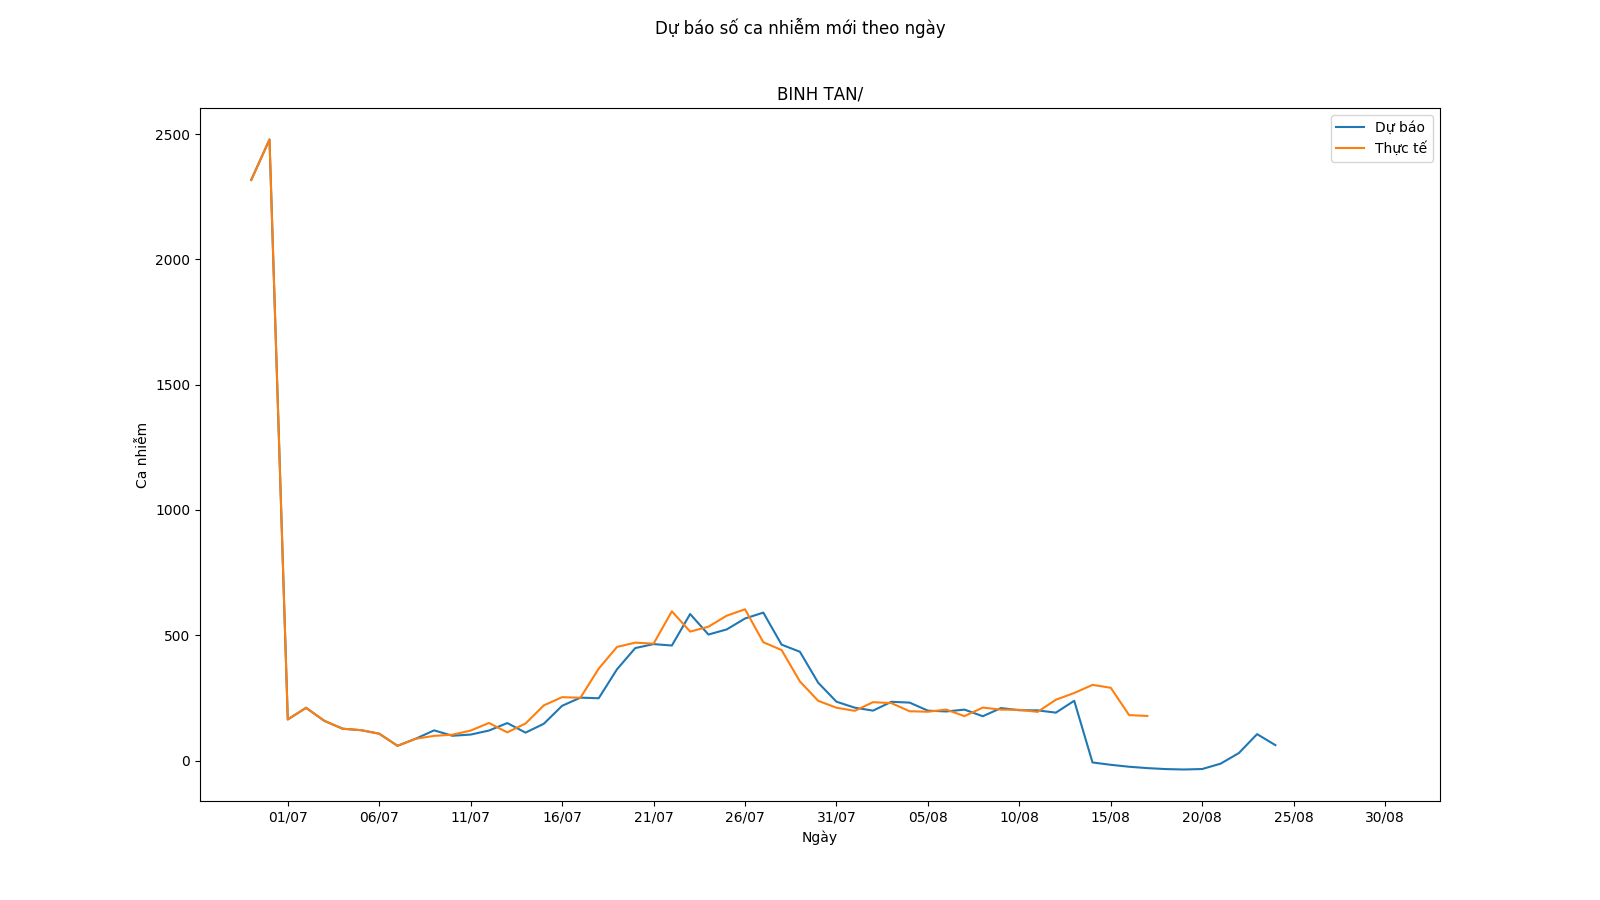 Dự báo số ca nhiễm mới theo ngày
BINH TAN/
Dự báo
Thực tế
2500
2000
1500
1000
500
0
Ca nhiễm
01/07 06/07 11/07 16/07 21/07 26/07 31/07 05/08 10/08 15/08 20/08 25/08 30/08
Ngày